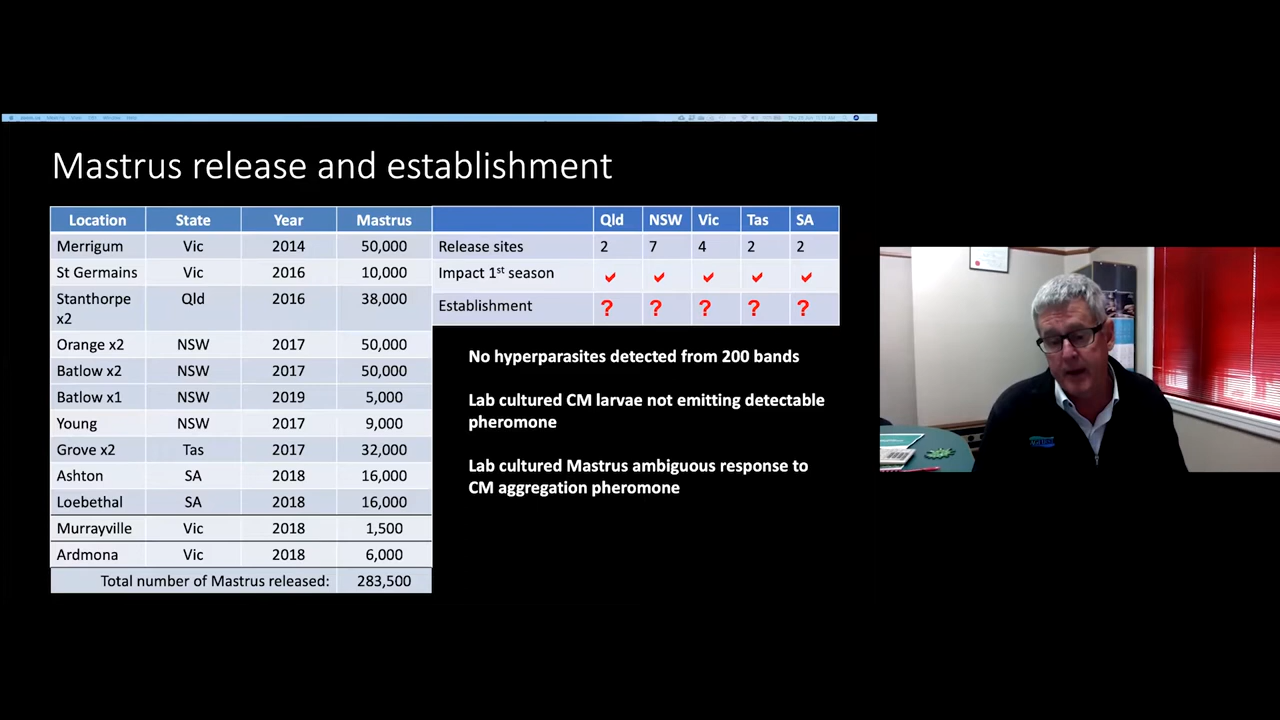 Mastrus release and establishment
Location State Year Mastrus
Merrigum Vic 2014 50,000
St Germains Vic 2016 10,000
Stanthorpe x2 Qld 2016 38,000
Orange x2 NSW 2017 50,000
Batlow x2 NSW 2017 50,000
Batlow x1 NSW 2019 5,000
Young NSW 2017 9,000
Grove x2 Tas 2017 32,000
Ashton SA 2018 16,000
Loebethal SA 2018 16,000
Murrayville Vic 2018 1,500
Ardmona Vic 2018 6,000
Total number of Mastrus released: 283,500
Qld NSW Vic Tas SA
Release sites 2 7 4 2 2
Impact 1st season ✓ ✓ ✓ ✓ ✓
Establishment ? ? ? ? ?
No hyperparasites detected from 200 bands
Lab cultured CM larvae not emitting detectable
pheromone
Lab cultured Mastrus ambiguous response to
CM aggregation pheromone